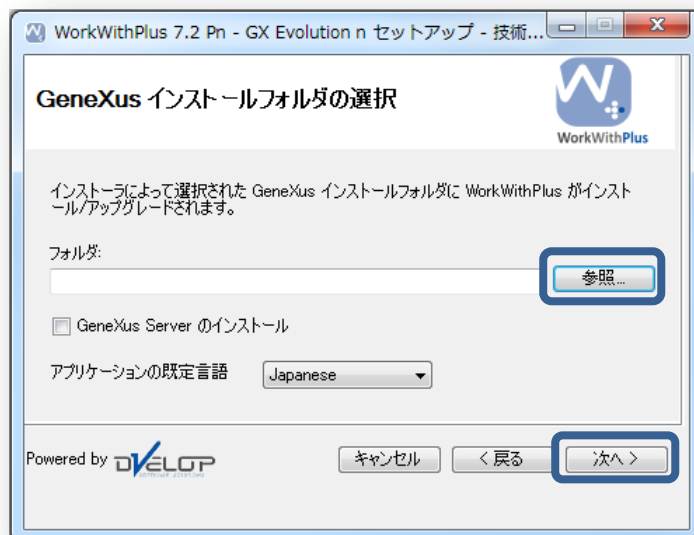 WorkWithPlus 7.2 Pn - GX Evolution n セットアップ - 技術...
GeneXus インストールフォルダの選択
WorkWithPlus
インストーラによって選択された GeneXus インストールフォルダに WorkWithPlus がインスト
ール/アップグレードされます。
フォルダ:
参照...
GeneXus Server のインストール
アプリケーションの既定言語
Japanese
Powered by DVELOP
キャンセル
< 戻る
次へ >